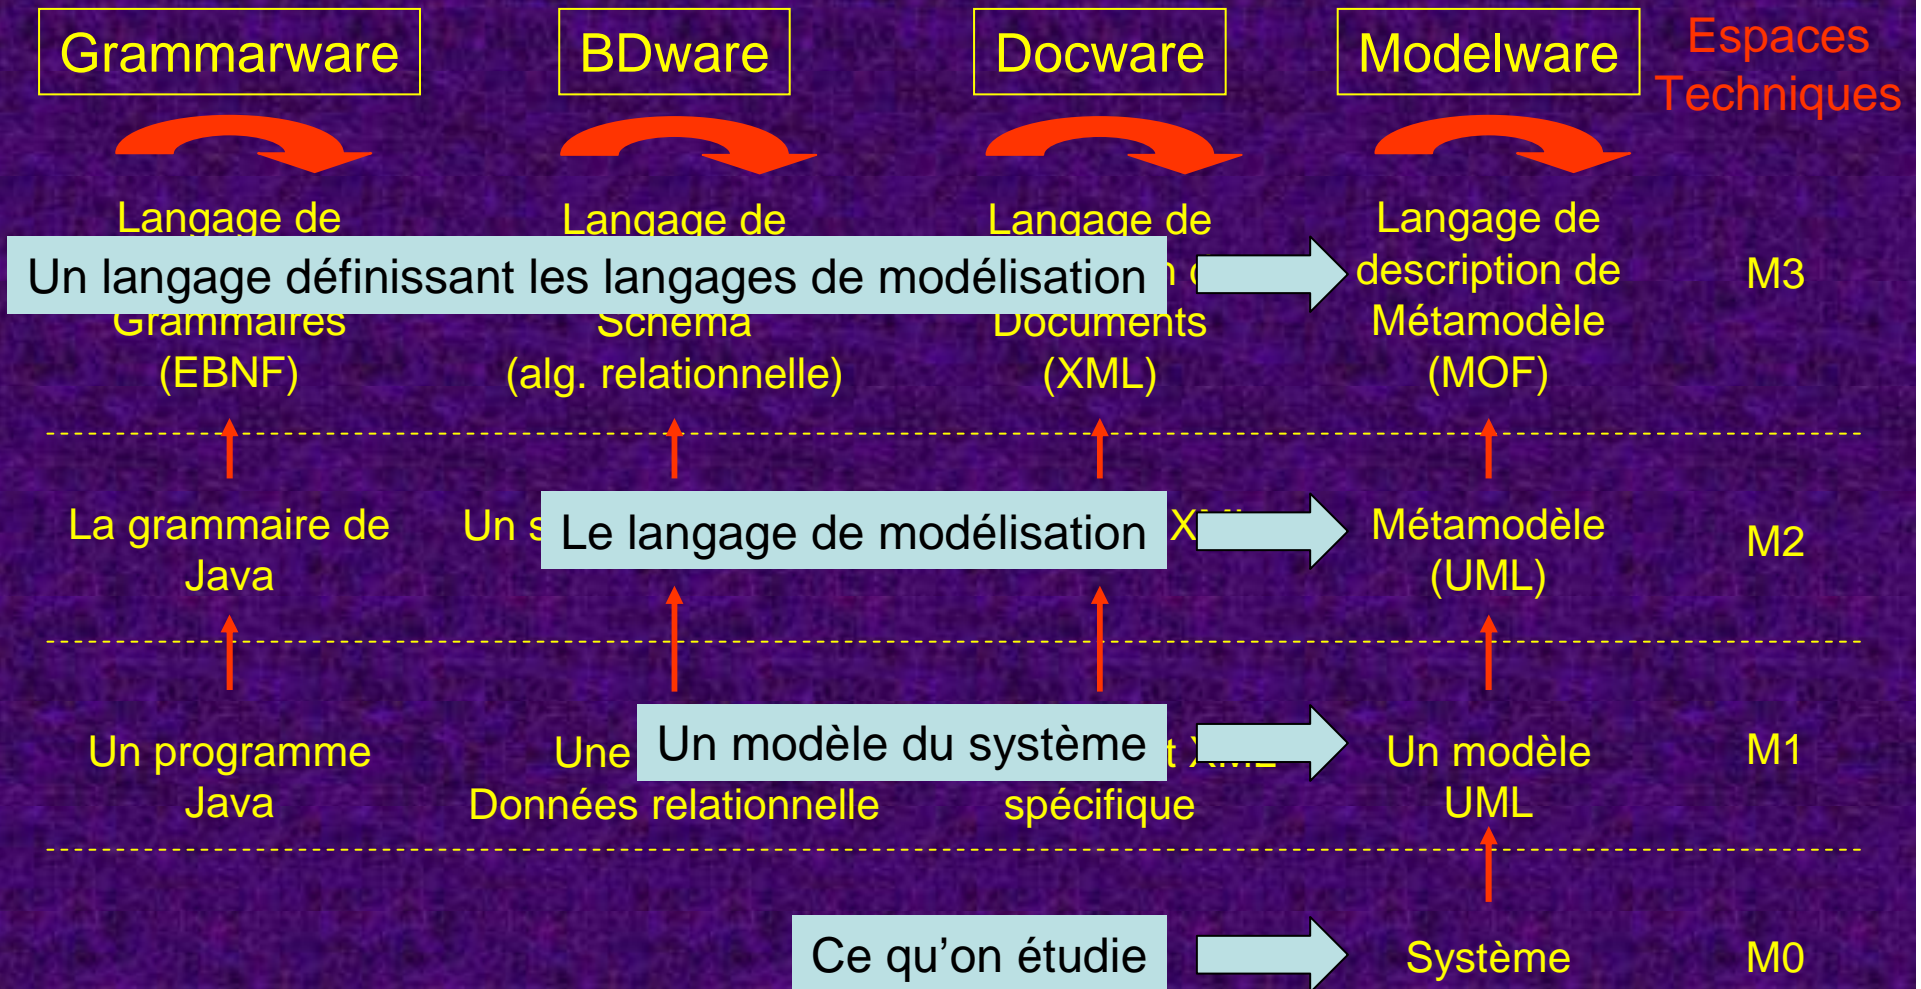 Grammarware
BDware
Docware
Modelware
Espaces
Techniques
Langage de
Langage de
Langage de
Langage de
Un langage définissant les langages de modélisation
description de
M3
Grammaires
Schéma
Documents
Métamodèle
(EBNF)
(alg. relationnelle)
(XML)
(MOF)
La grammaire de
Java
Un
Le langage de modélisation
Métamodèle
(UML)
M2
Un programme
Java
Une
Données relationnelle
Un modèle du système
XML
spécifique
Un modèle
UML
M1
Ce qu’on étudie
Système
M0